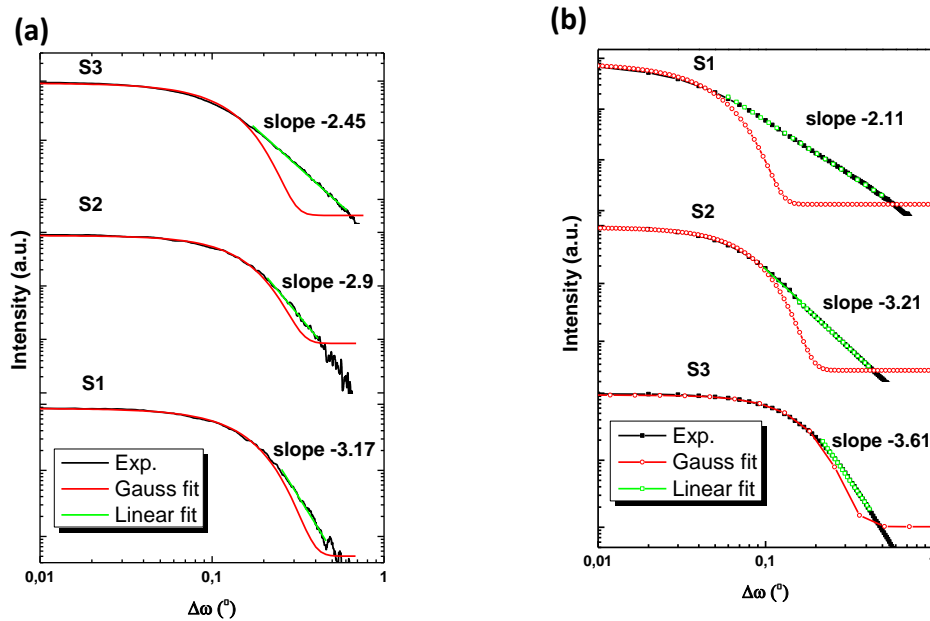 (a)
S3
slope -2.45
S2
slope -2.9
S1
slope -3.17
Exp.
Gauss fit
Linear fit
Intensity (a.u.)
0,01
0,1
1
Δω (°)
(b)
S1
slope -2.11
S2
slope -3.21
S3
slope -3.61
Exp.
Gauss fit
Linear fit
Intensity (a.u.)
0,01
0,1
Δω (°)